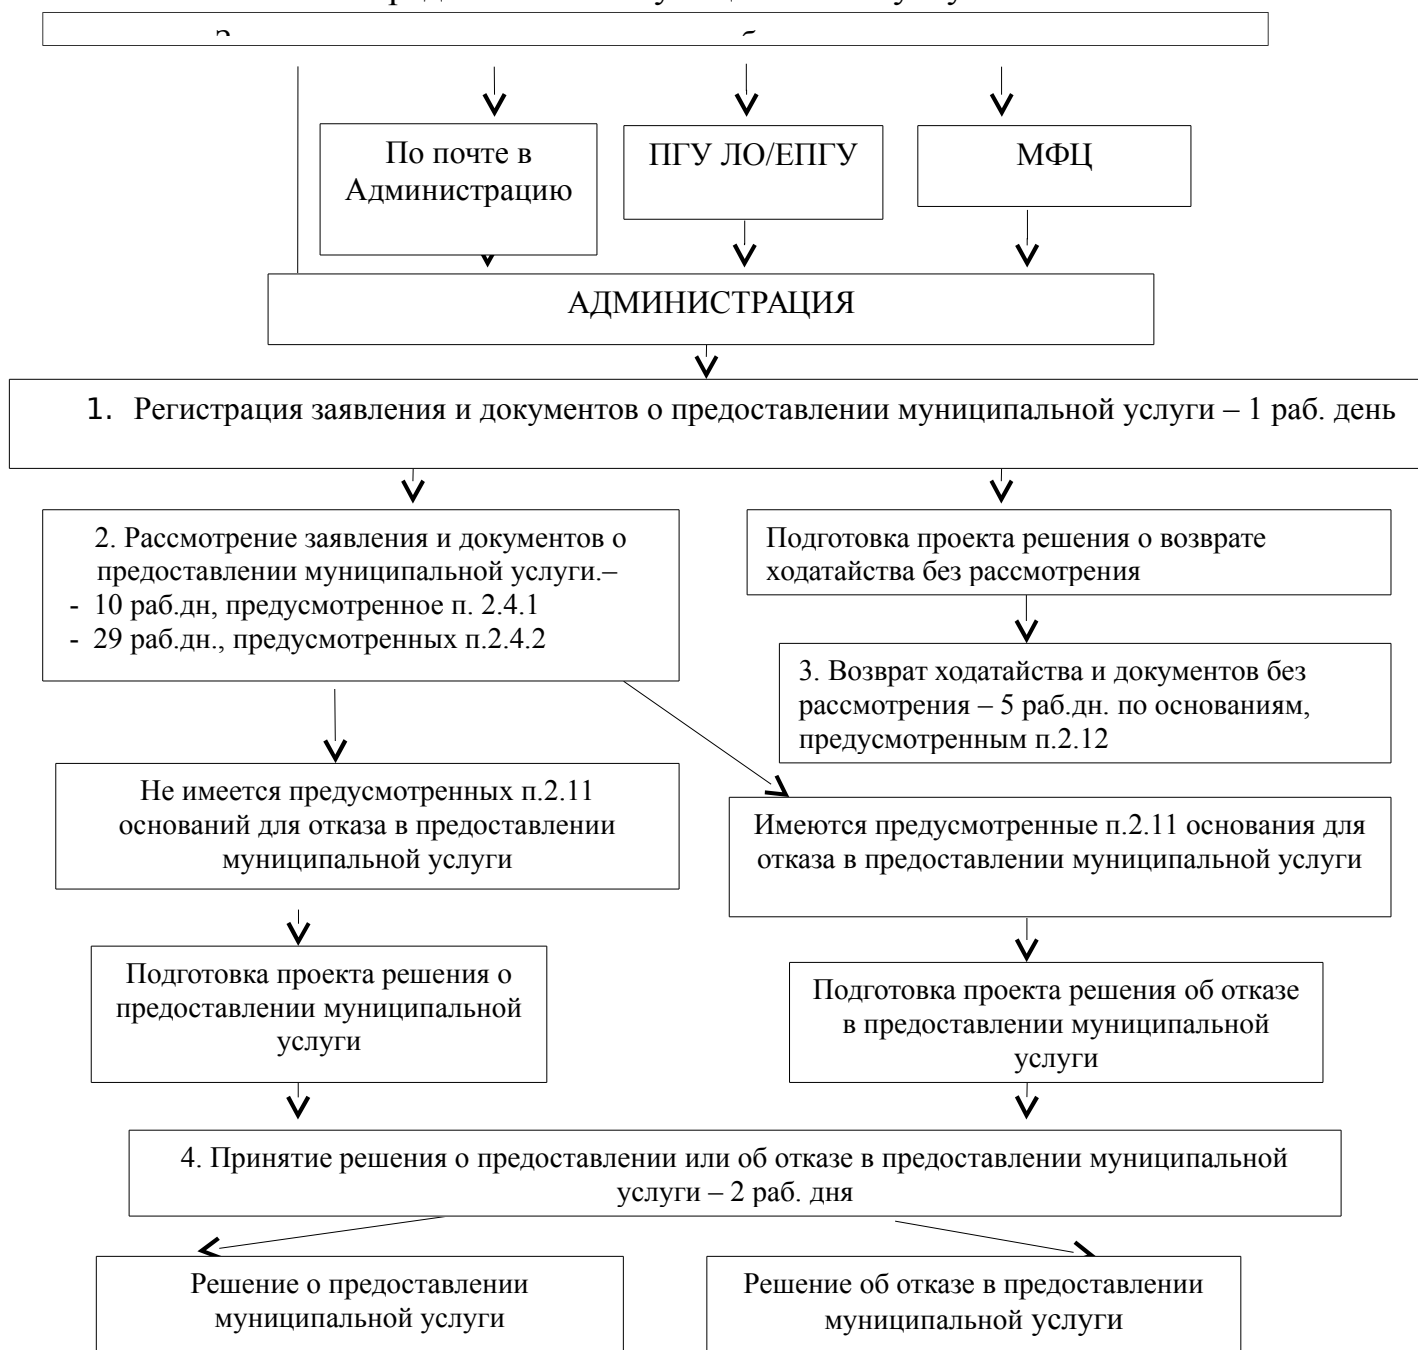 По почте в
Администрацию
ПГУ ЛО/ЕПГУ
МФЦ
АДМИНИСТРАЦИЯ
1. Регистрация заявления и документов о предоставлении муниципальной услуги – 1 раб. день
2. Рассмотрение заявления и документов о
предоставлении муниципальной услуги.–
- 10 раб.дн, предусмотренное п. 2.4.1
- 29 раб.дн., предусмотренных п.2.4.2
Подготовка проекта решения о возврате
ходатайства без рассмотрения
3. Возврат ходатайства и документов без
рассмотрения – 5 раб.дн. по основаниям,
предусмотренным п.2.12
Не имеется предусмотренных п.2.11
оснований для отказа в предоставлении
муниципальной услуги
Имеются предусмотренные п.2.11 основания для
отказа в предоставлении муниципальной услуги
Подготовка проекта решения о
предоставлении муниципальной
услуги
Подготовка проекта решения об отказе
в предоставлении муниципальной
услуги
4. Принятие решения о предоставлении или об отказе в предоставлении муниципальной
услуги – 2 раб. дня
Решение о предоставлении
муниципальной услуги
Решение об отказе в предоставлении
муниципальной услуги